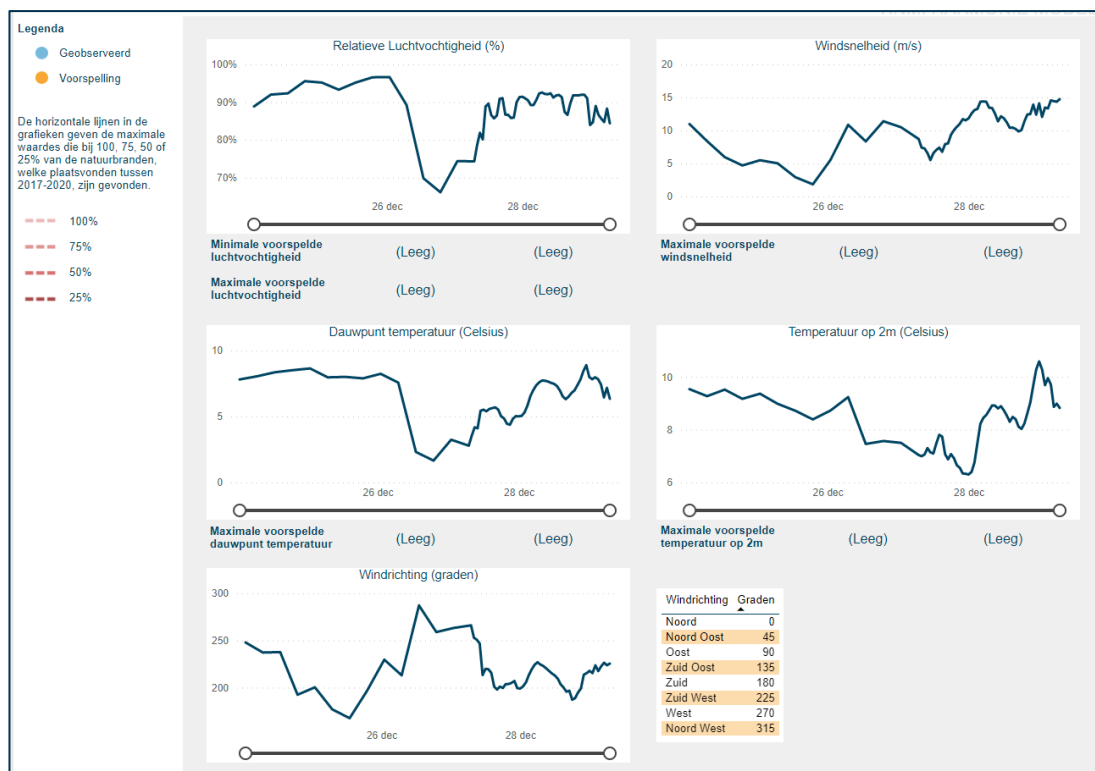 Legenda
Geobserveerd
Voorspelling
De horizontale lijnen in de
grafieken geven de maximale
waardes die bij 100, 75, 50 of
25% van de natuurbranden,
welke plaatsvonden tussen
2017-2020, zijn gevonden.
100%
75%
50%
25%
Relatieve Luchtvochtigheid (%)
100%
90%
80%
70%
26 dec
28 dec
Minimale voorspelde
luchtvochtigheid
(Leeg)
(Leeg)
Maximale voorspelde
luchtvochtigheid
(Leeg)
(Leeg)
Windsnelheid (m/s)
20
15
10
5
0
26 dec
28 dec
Maximale voorspelde
windsnelheid
(Leeg)
(Leeg)
Dauwpunt temperatuur (Celsius)
10
5
0
26 dec
28 dec
Maximale voorspelde
dauwpunt temperatuur
(Leeg)
(Leeg)
Temperatuur op 2m (Celsius)
10
8
6
26 dec
28 dec
Maximale voorspelde
temperatuur op 2m
(Leeg)
(Leeg)
Windrichting (graden)
300
250
200
26 dec
28 dec
Windrichting Graden
Noord 0
Noord Oost 45
Oost 90
Zuid Oost 135
Zuid 180
Zuid West 225
West 270
Noord West 315